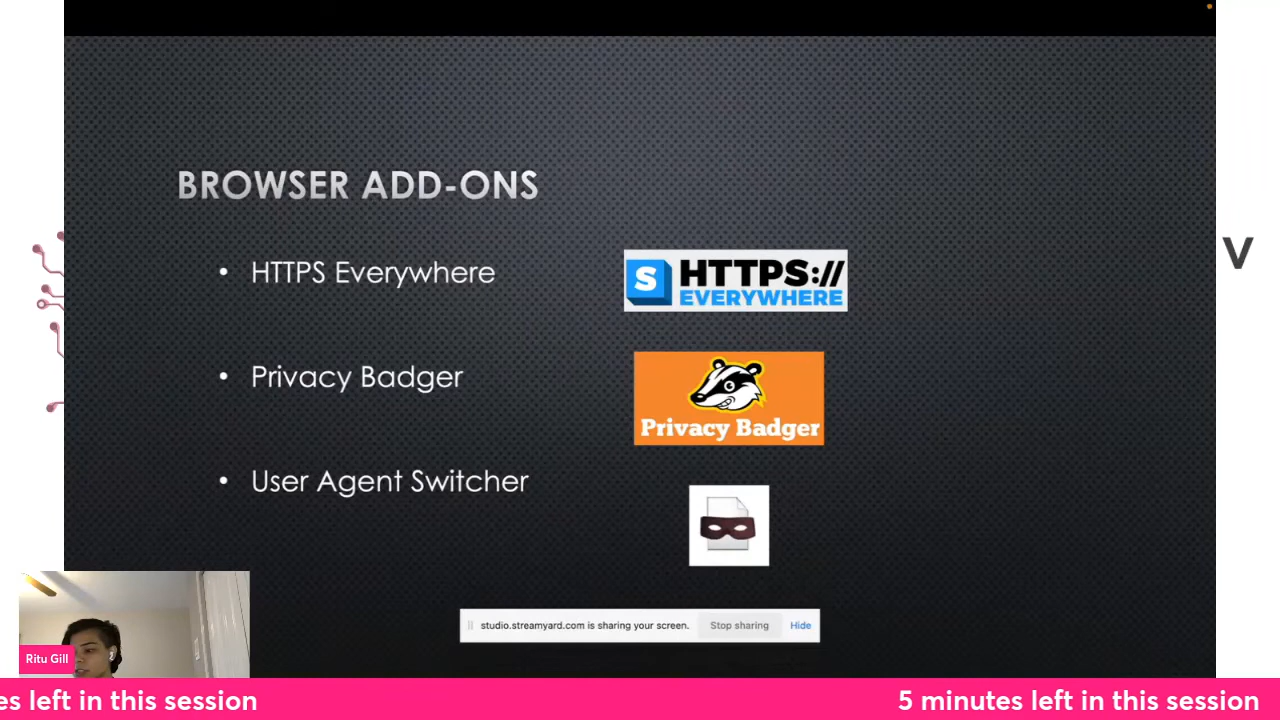 BROWSER ADD-ONS
• HTTPS Everywhere
S HTTPS://
EVERYWHERE
• Privacy Badger
Privacy Badger
• User Agent Switcher
studio.streamyard.com is sharing your screen. Stop sharing Hide
Ritu Gill
V
es left in this session
5 minutes left in this session